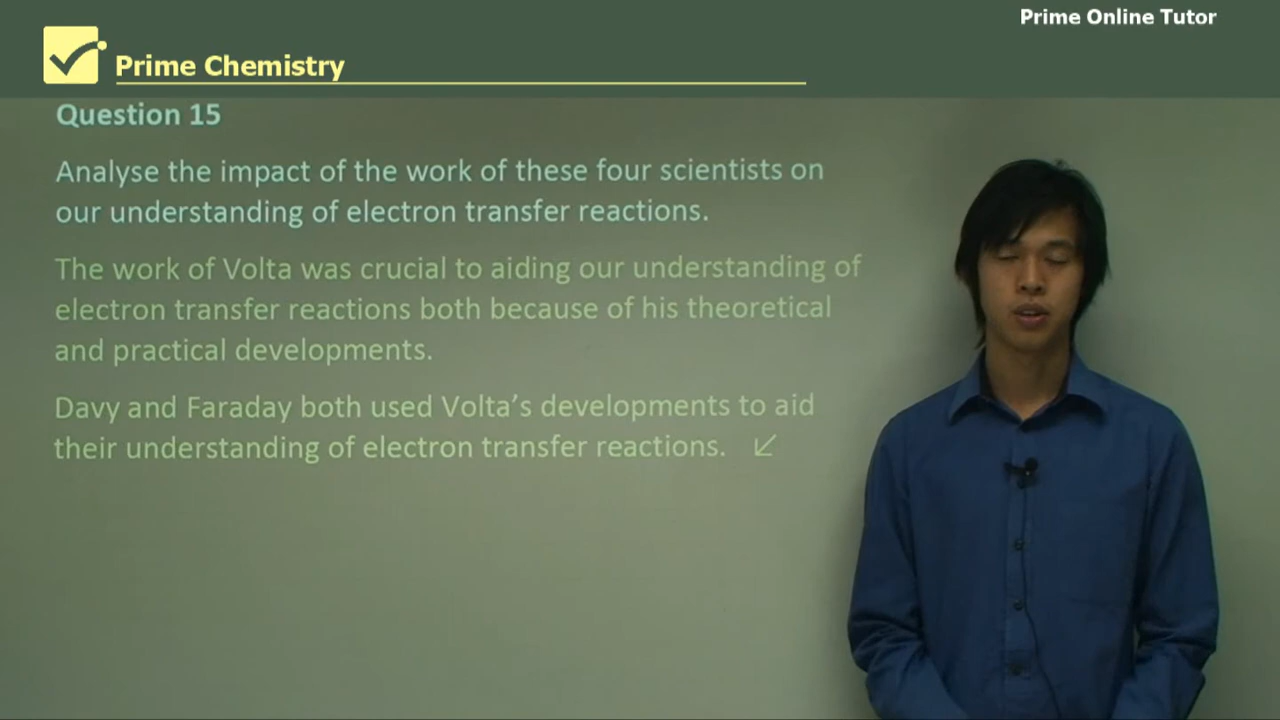 Prime Online Tutor
Prime Chemistry
Question 15
Analyse the impact of the work of these four scientists on
our understanding of electron transfer reactions.
The work of Volta was crucial to aiding our understanding of
electron transfer reactions both because of his theoretical
and practical developments.
Davy and Faraday both used Volta's developments to aid
their understanding of electron transfer reactions.